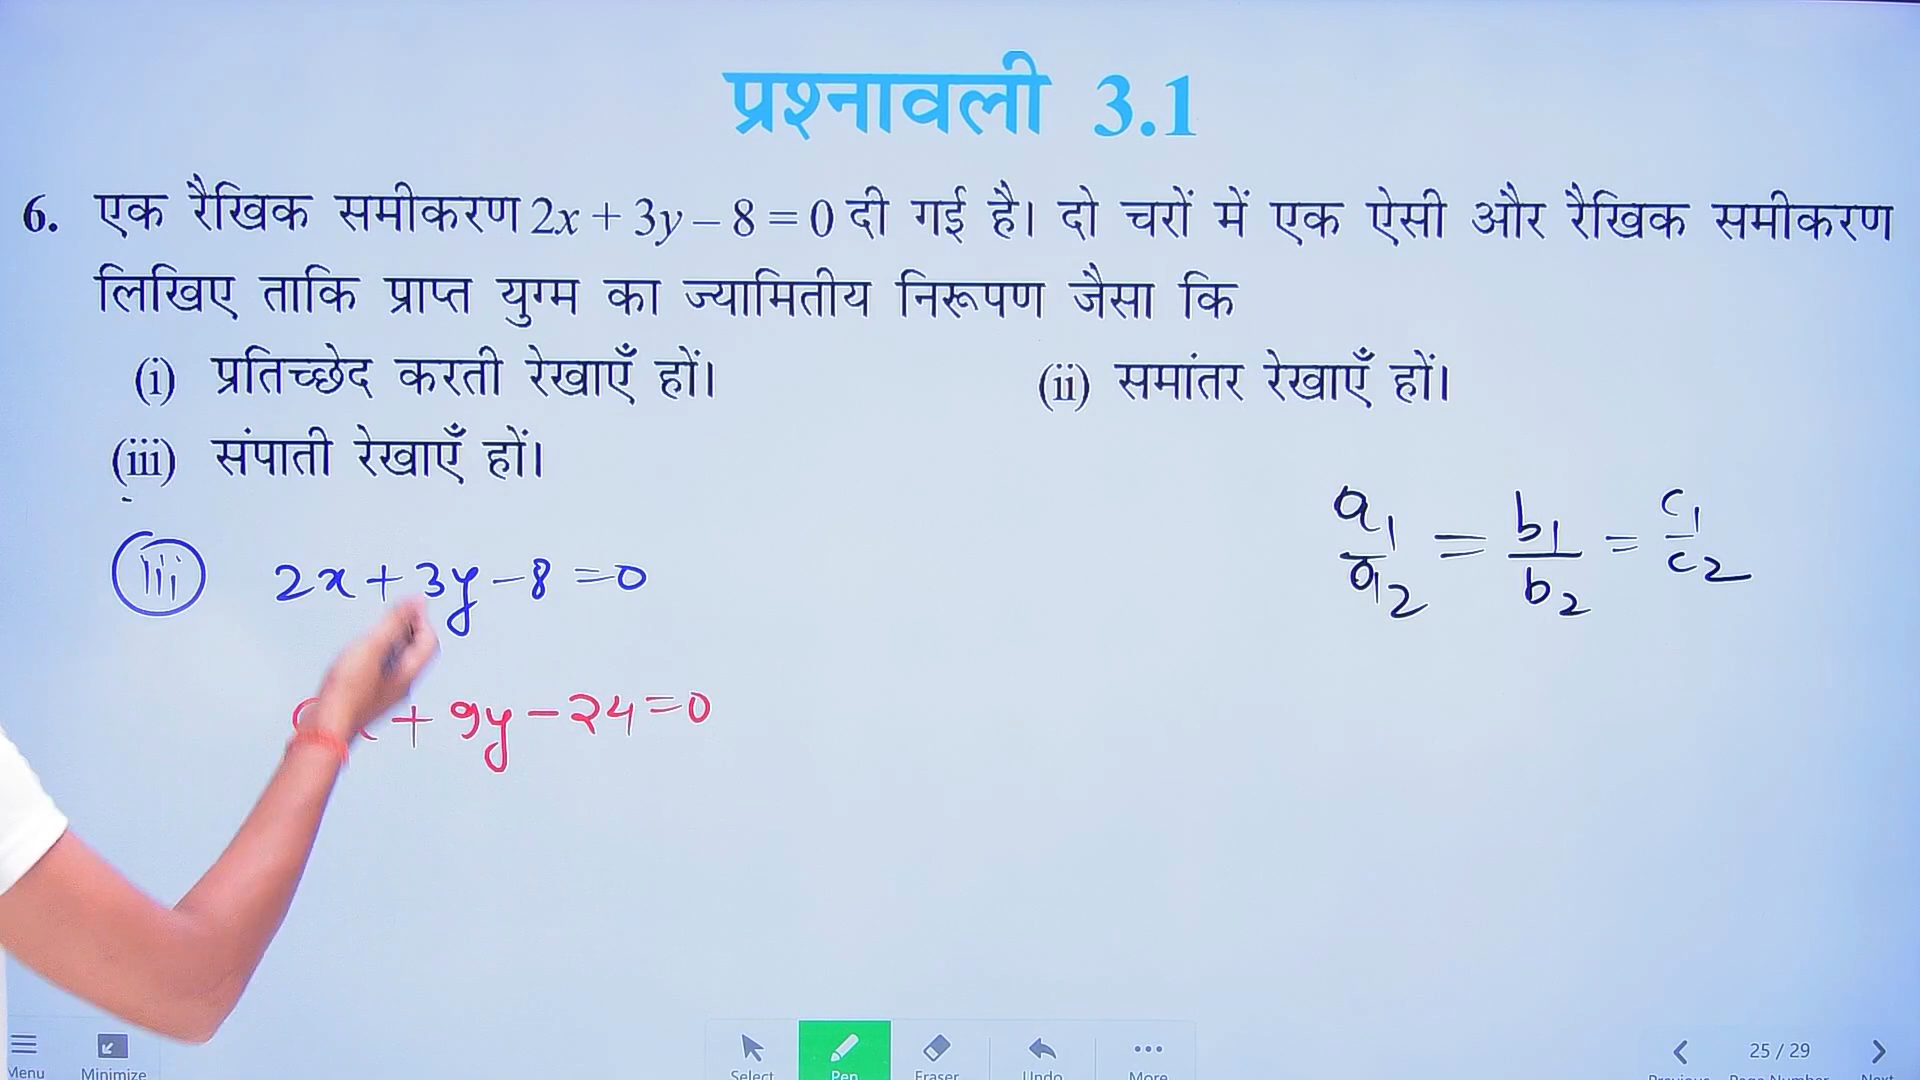 प्रश्नावली 3.1
6. एक रैखिक समीकरण 2x + 3y – 8 = 0 दी गई है। दो चरों में एक ऐसी और रैखिक समीकरण
लिखिए ताकि प्राप्त युग्म का ज्यामितीय निरूपण जैसा कि
(i) प्रतिच्छेद करती रेखाएँ हों। (ii) समांतर रेखाएँ हों।
(iii) संपाती रेखाएँ हों।
a1/a2 = b1/b2 = c1/c2
iii 2x + 3y – 8 = 0
+ 9y – 24 = 0
Menu Minimize Select Pen Eraser Undo More 25 / 29